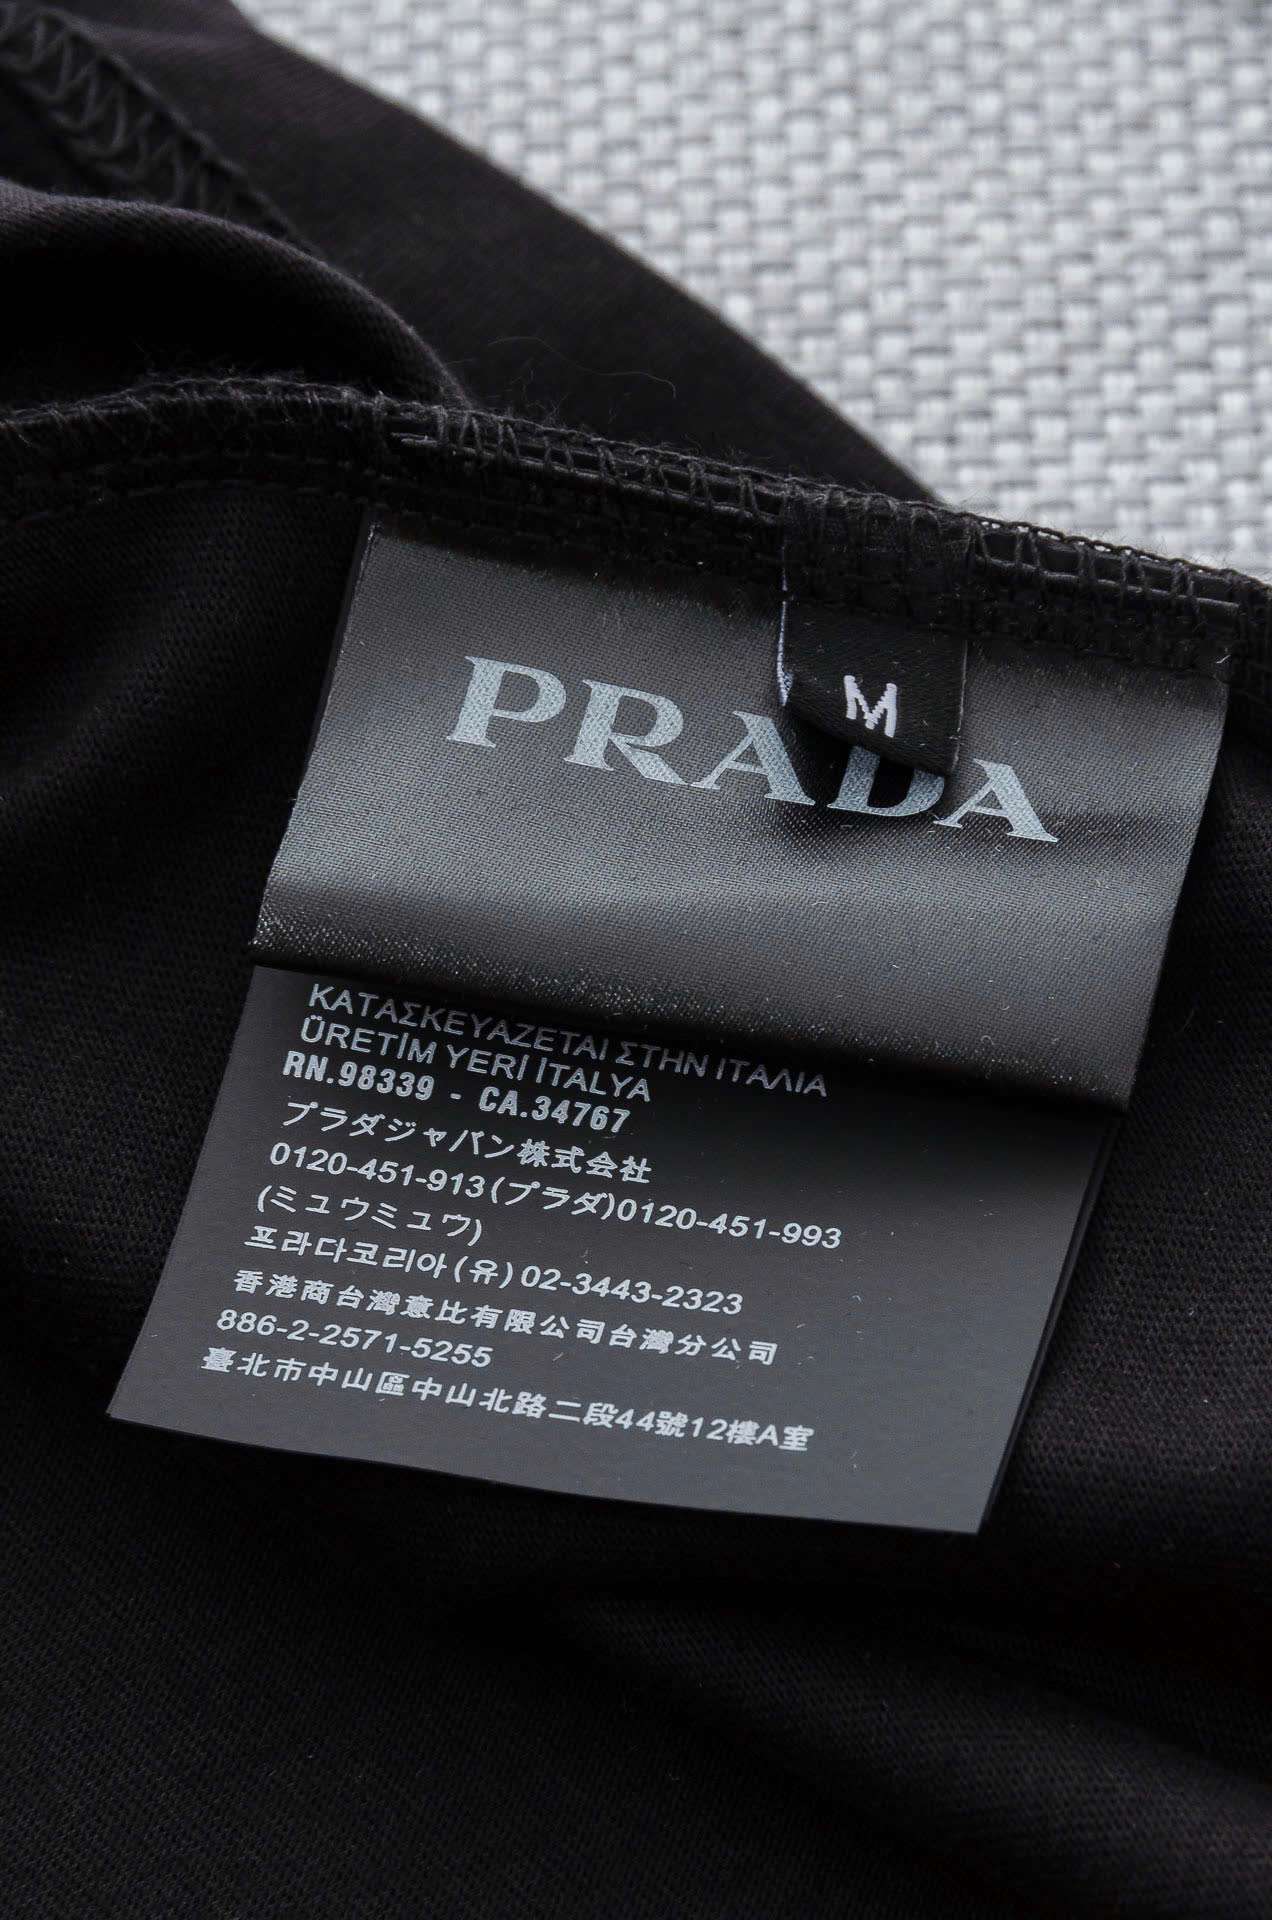 PRADA
M
ΚΑΤΑΣΚΕΥΑΖΕΤΑΙ ΣΤΗΝ ΙΤΑΛΙΑ
ÜRETİM YERİ İTALYA
RN.98339 - CA.34767
プラダジャパン株式会社
0120-451-913(プラダ)0120-451-993
(ミュウミュウ)
프라다코리아(유)02-3443-2323
香港商台灣意比有限公司台灣分公司
886-2-2571-5255
臺北市中山區中山北路二段44號12樓A室